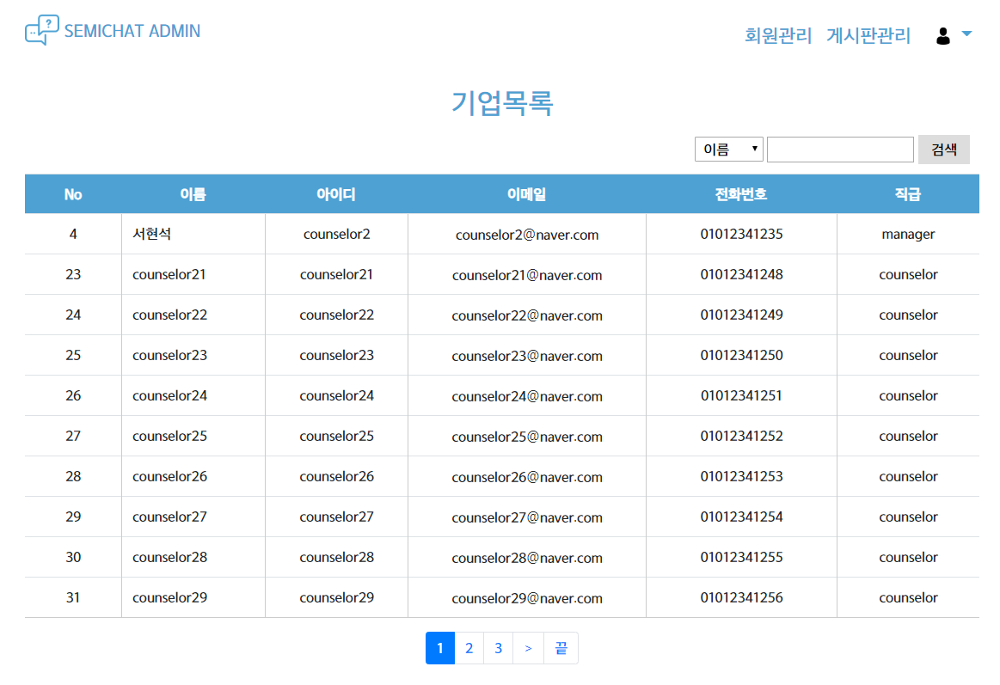 SEMICHAT ADMIN
회원관리 게시판관리
기업목록
이름 검색
No 이름 아이디 이메일 전화번호 직급
4 서현석 counselor2 counselor2@naver.com 01012341235 manager
23 counselor21 counselor21 counselor21@naver.com 01012341248 counselor
24 counselor22 counselor22 counselor22@naver.com 01012341249 counselor
25 counselor23 counselor23 counselor23@naver.com 01012341250 counselor
26 counselor24 counselor24 counselor24@naver.com 01012341251 counselor
27 counselor25 counselor25 counselor25@naver.com 01012341252 counselor
28 counselor26 counselor26 counselor26@naver.com 01012341253 counselor
29 counselor27 counselor27 counselor27@naver.com 01012341254 counselor
30 counselor28 counselor28 counselor28@naver.com 01012341255 counselor
31 counselor29 counselor29 counselor29@naver.com 01012341256 counselor
1 2 3 > 끝